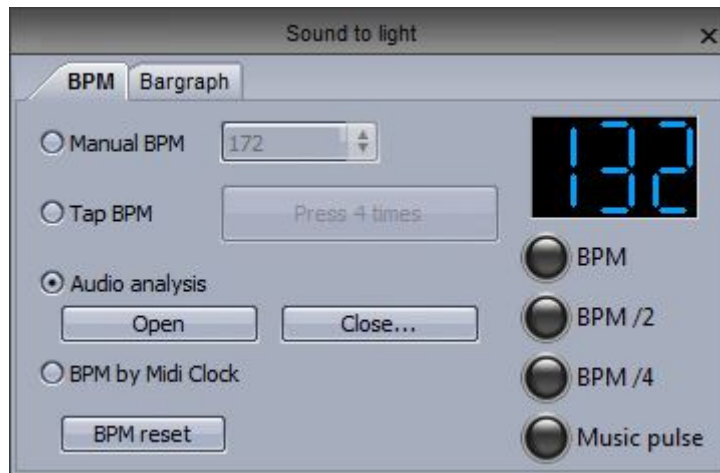 Sound to light
BPM Bargraph
Manual BPM 172
132
Tap BPM Press 4 times
BPM
Audio analysis
Open Close...
BPM /2
BPM by Midi Clock
BPM /4
BPM reset
Music pulse